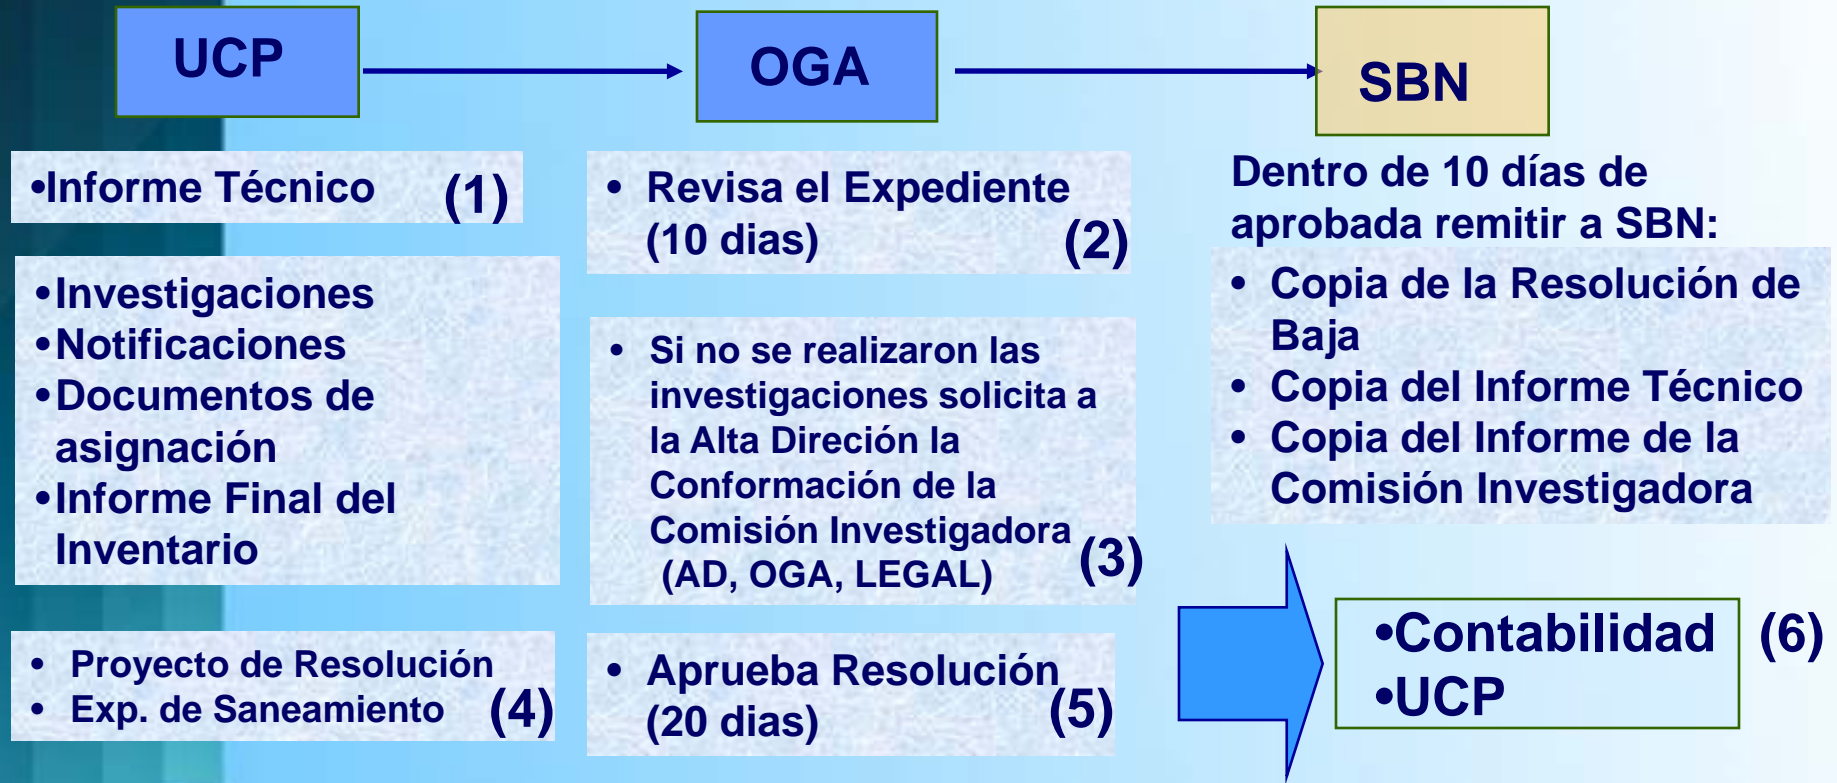 UCP
OGA
SBN
•Informe Técnico (1)
•Investigaciones
•Notificaciones
•Documentos de
asignación
•Informe Final del
Inventario
• Proyecto de Resolución
• Exp. de Saneamiento (4)
• Revisa el Expediente
(10 dias) (2)
• Si no se realizaron las
investigaciones solicita a
la Alta Direción la
Conformación de la
Comisión Investigadora
(AD, OGA, LEGAL) (3)
• Aprueba Resolución
(20 dias) (5)
Dentro de 10 días de
aprobada remitir a SBN:
• Copia de la Resolución de
Baja
• Copia del Informe Técnico
• Copia del Informe de la
Comisión Investigadora
•Contabilidad (6)
•UCP